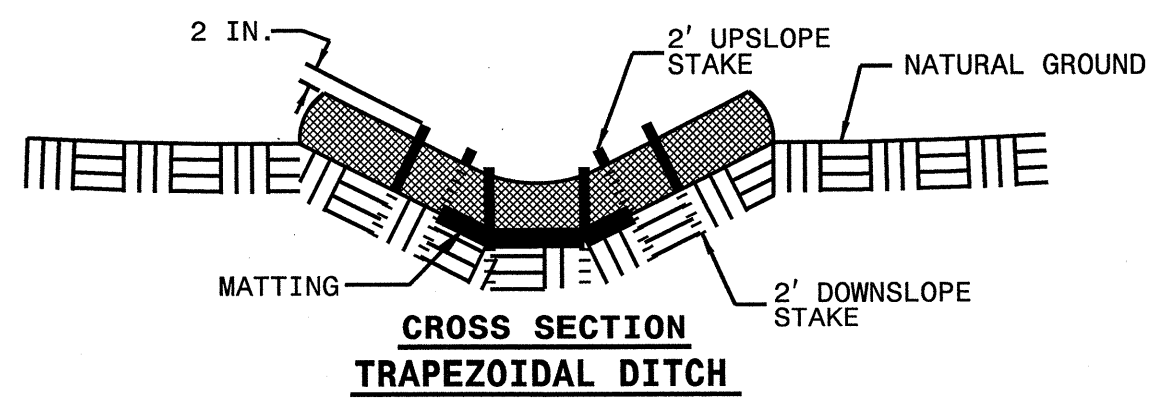 2 IN.
2' UPSLOPE
STAKE
NATURAL GROUND
MATTING
2' DOWNSLOPE
STAKE
CROSS SECTION
TRAPEZOIDAL DITCH